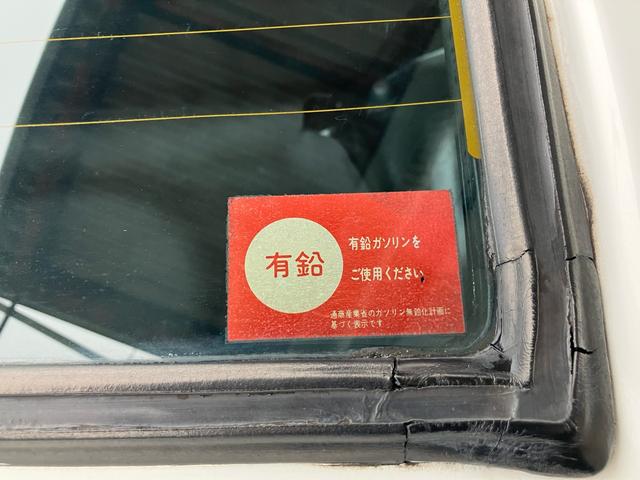 有鉛
有鉛ガソリンを
ご使用ください
通商産業省のガソリン無鉛化計画に
基づく表示です